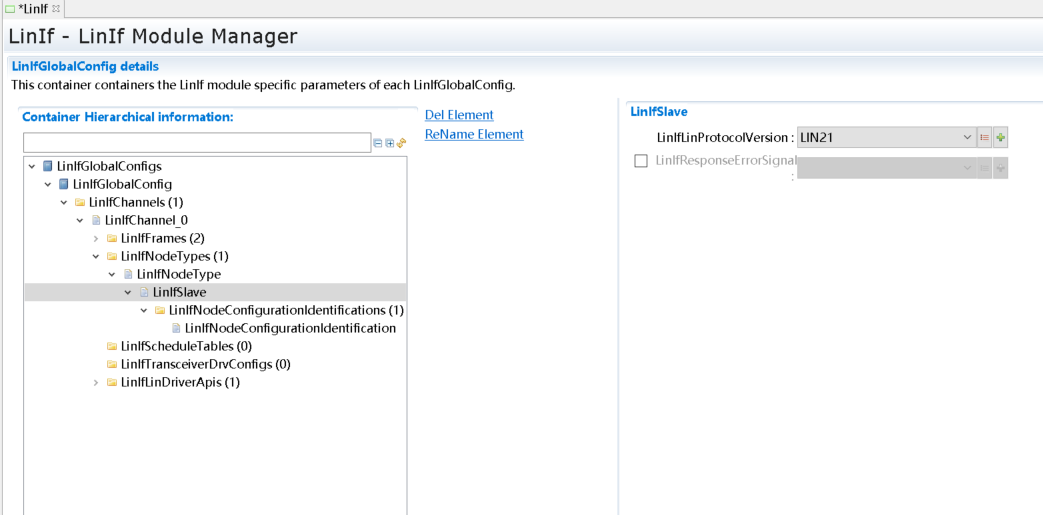 *LinIf
LinIf - LinIf Module Manager
LinIfGlobalConfig details
This container containers the LinIf module specific parameters of each LinIfGlobalConfig.
Container Hierarchical information:
Del Element
ReName Element
LinIfGlobalConfigs
LinIfGlobalConfig
LinIfChannels (1)
LinIfChannel_0
LinIfFrames (2)
LinIfNodeTypes (1)
LinIfNodeType
LinIfSlave
LinIfNodeConfigurationIdentifications (1)
LinIfNodeConfigurationIdentification
LinIfScheduleTables (0)
LinIfTransceiverDrvConfigs (0)
LinIfLinDriverApis (1)
LinIfSlave
LinIfLinProtocolVersion : LIN21
LinIfResponseErrorSignal
: